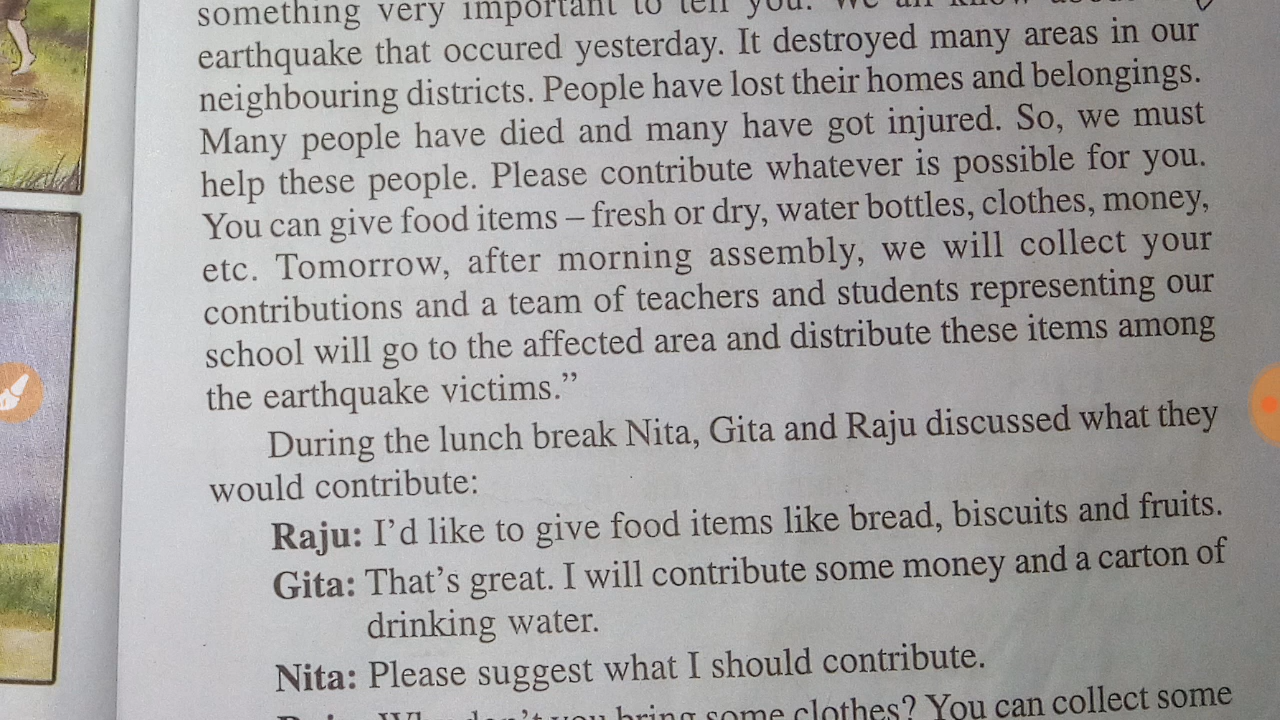 something very important to tell you. We all know about
earthquake that occured yesterday. It destroyed many areas in our
neighbouring districts. People have lost their homes and belongings.
Many people have died and many have got injured. So, we must
help these people. Please contribute whatever is possible for you.
You can give food items – fresh or dry, water bottles, clothes, money,
etc. Tomorrow, after morning assembly, we will collect your
contributions and a team of teachers and students representing our
school will go to the affected area and distribute these items among
the earthquake victims.”
During the lunch break Nita, Gita and Raju discussed what they
would contribute:
Raju: I’d like to give food items like bread, biscuits and fruits.
Gita: That’s great. I will contribute some money and a carton of
drinking water.
Nita: Please suggest what I should contribute.
don’t you bring some clothes? You can collect some